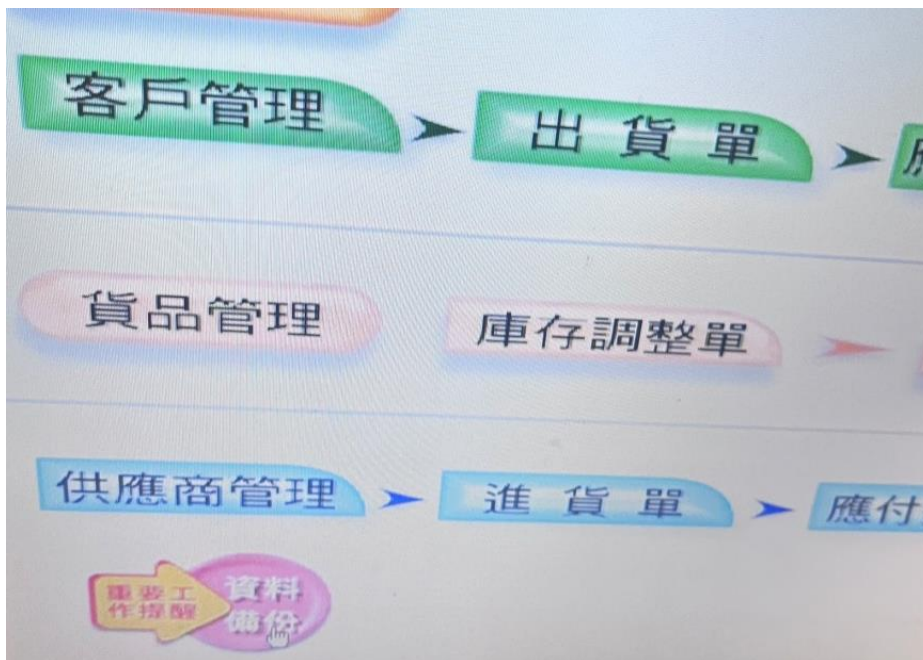 客戶管理
出貨單
貨品管理
庫存調整單
供應商管理
進貨單
應付
重要工
作提醒
資料
備份